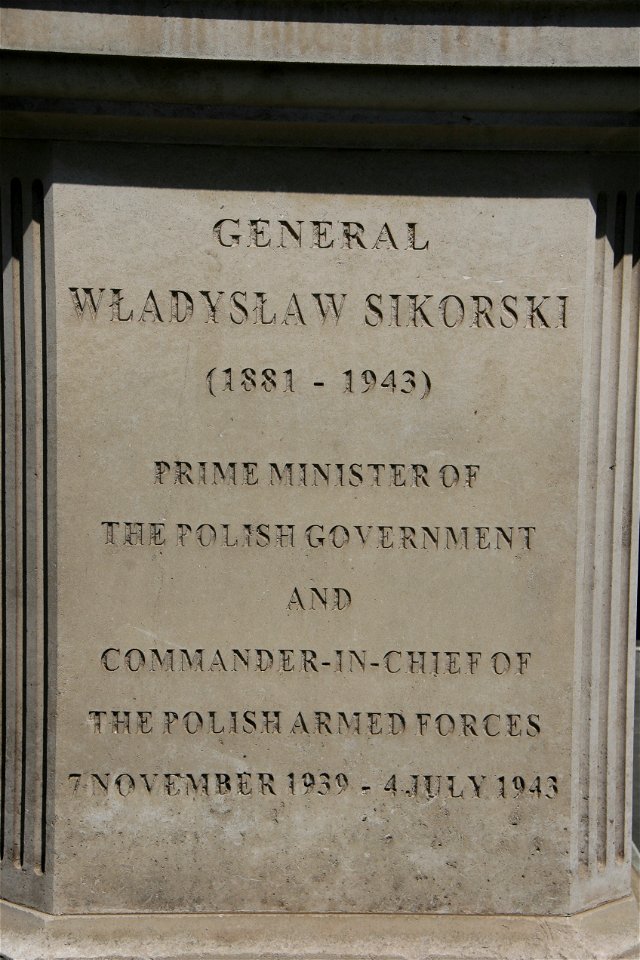 GENERAL
WŁADYSŁAW SIKORSKI
(1881 - 1943)
PRIME MINISTER OF
THE POLISH GOVERNMENT
AND
COMMANDER-IN-CHIEF OF
THE POLISH ARMED FORCES
7 NOVEMBER 1939 - 4 JULY 1943